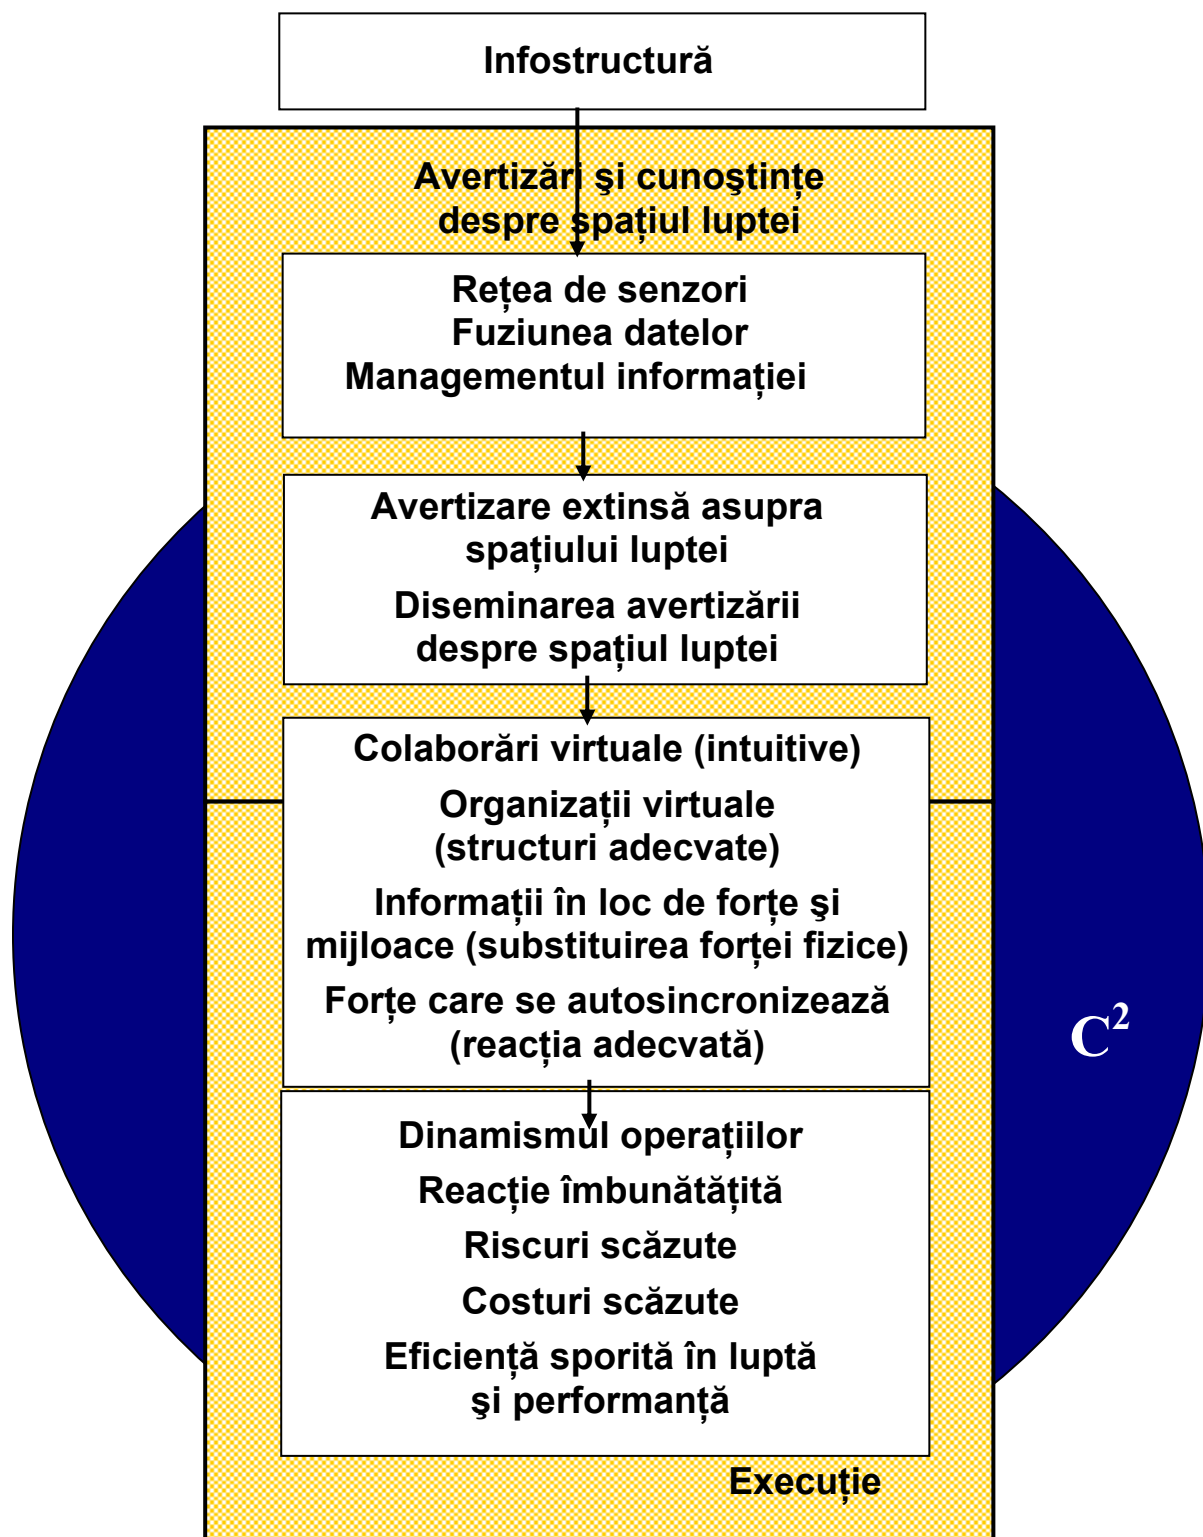 Infostructură
Avertizări şi cunoştințe
despre spațiul luptei
Rețea de senzori
Fuziunea datelor
Managementul informației
Avertizare extinsă asupra
spațiului luptei
Diseminarea avertizării
despre spațiul luptei
Colaborări virtuale (intuitive)
Organizații virtuale
(structuri adecvate)
Informații în loc de forțe şi
mijloace (substituirea forței fizice)
Forțe care se autosincronizează
(reacția adecvată)
C²
Dinamismul operațiilor
Reacție îmbunătățită
Riscuri scăzute
Costuri scăzute
Eficiență sporită în luptă
şi performanță
Execuție